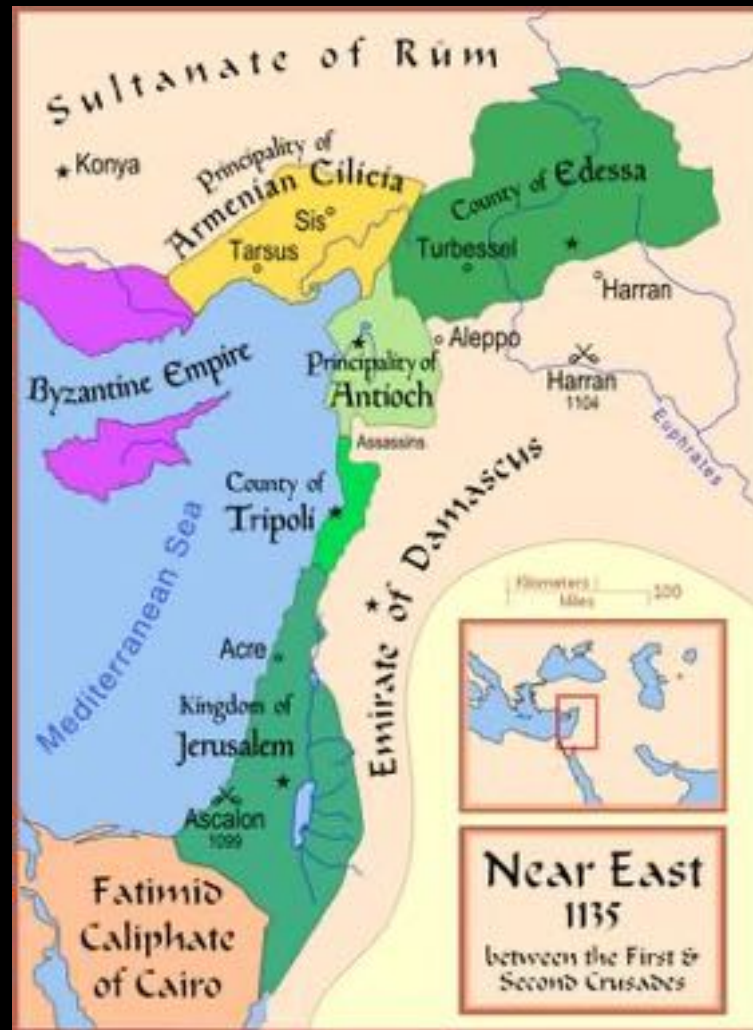 Sultanate of Rûm
Konya
Principality of
Armenian Cilicia
Sis
Tarsus
County of Edessa
Turbessel
Harran
Aleppo
Harran
1104
Byzantine Empire
Principality of
Antioch
Assassins
Euphrates
County of
Tripoli
Mediterranean Sea
Emirate of Damascus
Kilometers
Miles
100
Acre
Kingdom of
Jerusalem
Ascalon
1099
Fatimid
Caliphate
of Cairo
Near East
1135
between the First &
Second Crusades